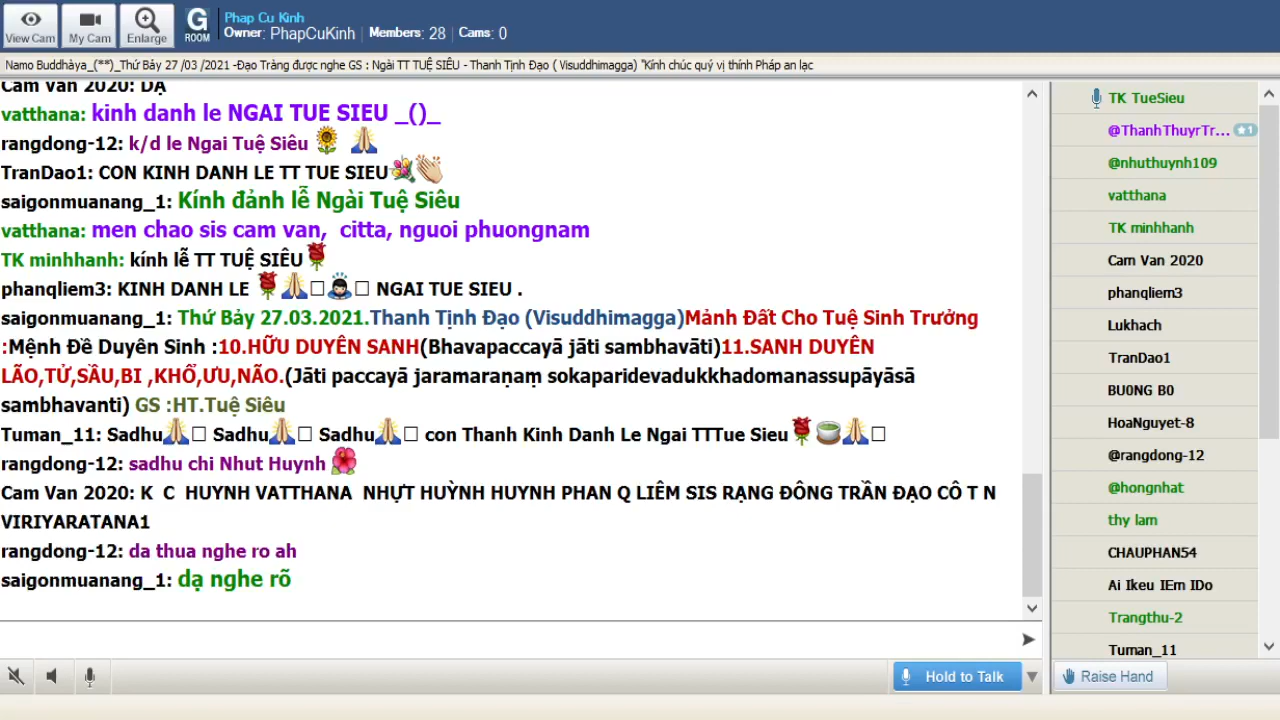 View Cam
My Cam
Enlarge
G
ROOM
Phap Cu Kinh
Owner: PhapCuKinh | Members: 28 | Cams: 0
Namo Buddhàya_(**)_Thứ Bảy 27 /03 /2021 -Đạo Tràng được nghe GS : Ngài TT TUỆ SIÊU - Thanh Tịnh Đạo ( Visuddhimagga) "Kính chúc quý vị thính Pháp an lạc
Cam Van 2020: DẠ
vatthana: kinh danh le NGAI TUE SIEU _()_
rangdong-12: k/d le Ngai Tuệ Siêu
TranDao1: CON KINH DANH LE TT TUE SIEU
saigonmuanang_1: Kính đảnh lễ Ngài Tuệ Siêu
vatthana: men chao sis cam van,  citta, nguoi phuongnam
TK minhhanh: kính lễ TT TUỆ SIÊU
phanqliem3: KINH DANH LE NGAI TUE SIEU .
saigonmuanang_1: Thứ Bảy 27.03.2021.Thanh Tịnh Đạo (Visuddhimagga)Mảnh Đất Cho Tuệ Sinh Trưởng
:Mệnh Đề Duyên Sinh :10.HỮU DUYÊN SANH(Bhavapaccayā jāti sambhavāti)11.SANH DUYÊN
LÃO,TỬ,SẦU,BI ,KHỔ,ƯU,NÃO.(Jāti paccayā jaramaraṇaṃ sokaparidevadukkhadomanassupāyāsā
sambhavanti) GS :HT.Tuệ Siêu
Tuman_11: Sadhu Sadhu Sadhu con Thanh Kinh Danh Le Ngai TTTue Sieu
rangdong-12: sadhu chi Nhut Huynh
Cam Van 2020: K  C  HUYNH VATTHANA  NHỰT HUỲNH HUYNH PHAN Q LIÊM SIS RẠNG ĐÔNG TRẦN ĐẠO CÔ T N
VIRIYARATANA1
rangdong-12: da thua nghe ro ah
saigonmuanang_1: dạ nghe rõ
TK TueSieu
@ThanhThuyrTr... 1
@nhuthuynh109
vatthana
TK minhhanh
Cam Van 2020
phanqliem3
Lukhach
TranDao1
BU0NG B0
HoaNguyet-8
@rangdong-12
@hongnhat
thy lam
CHAUPHAN54
Ai Ikeu IEm IDo
Trangthu-2
Tuman_11
Hold to Talk
Raise Hand